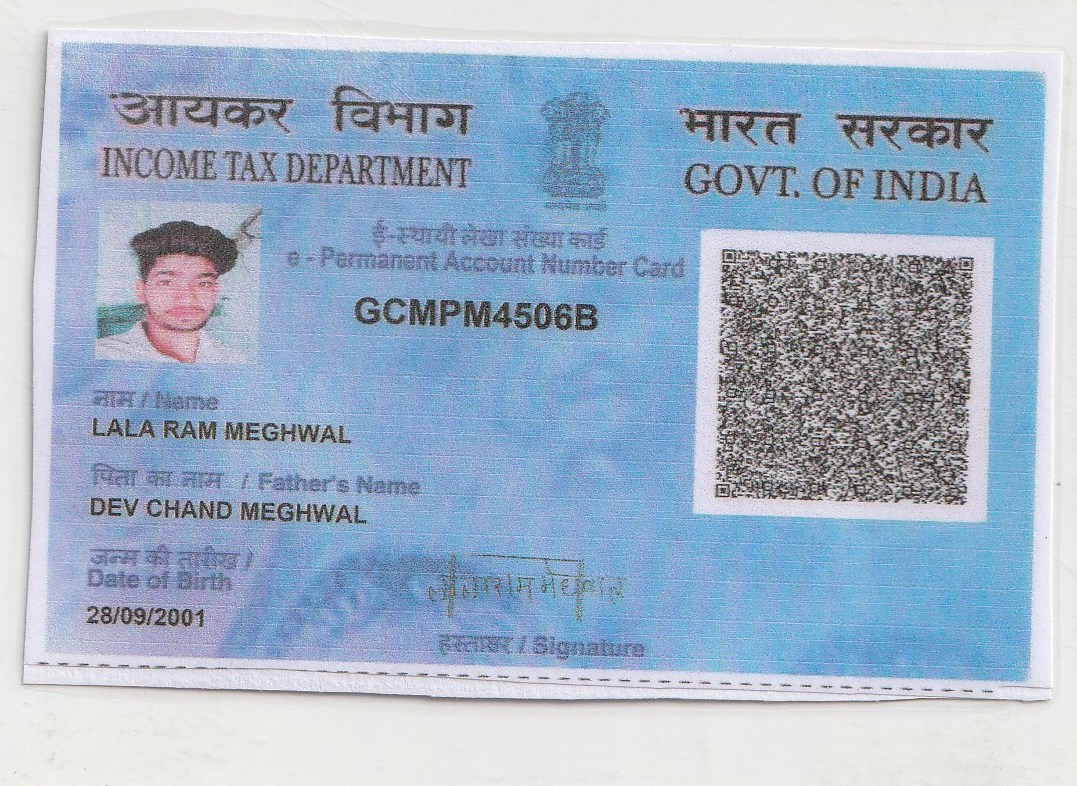 आयकर विभाग
INCOME TAX DEPARTMENT
भारत सरकार
GOVT. OF INDIA
ई-स्थायी लेखा संख्या कार्ड
e - Permanent Account Number Card
GCMPM4506B
नाम / Name
LALA RAM MEGHWAL
पिता का नाम / Father's Name
DEV CHAND MEGHWAL
जन्म की तारीख /
Date of Birth
28/09/2001
हस्ताक्षर / Signature